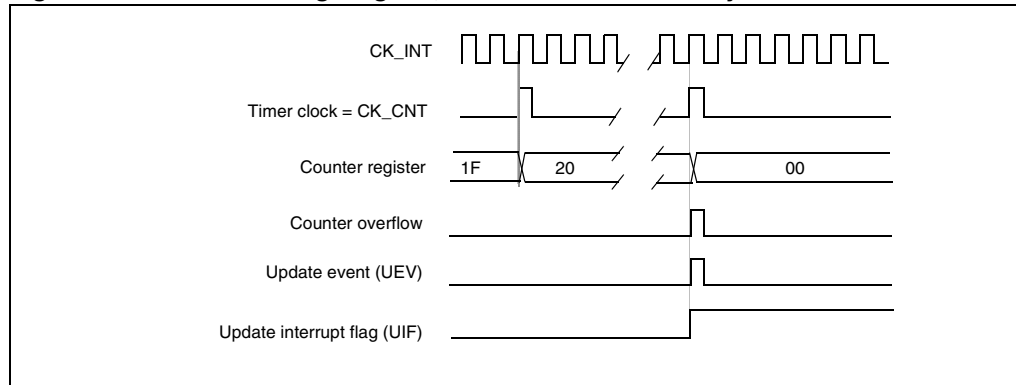 CK_INT
Timer clock = CK_CNT
Counter register 1F 20 00
Counter overflow
Update event (UEV)
Update interrupt flag (UIF)